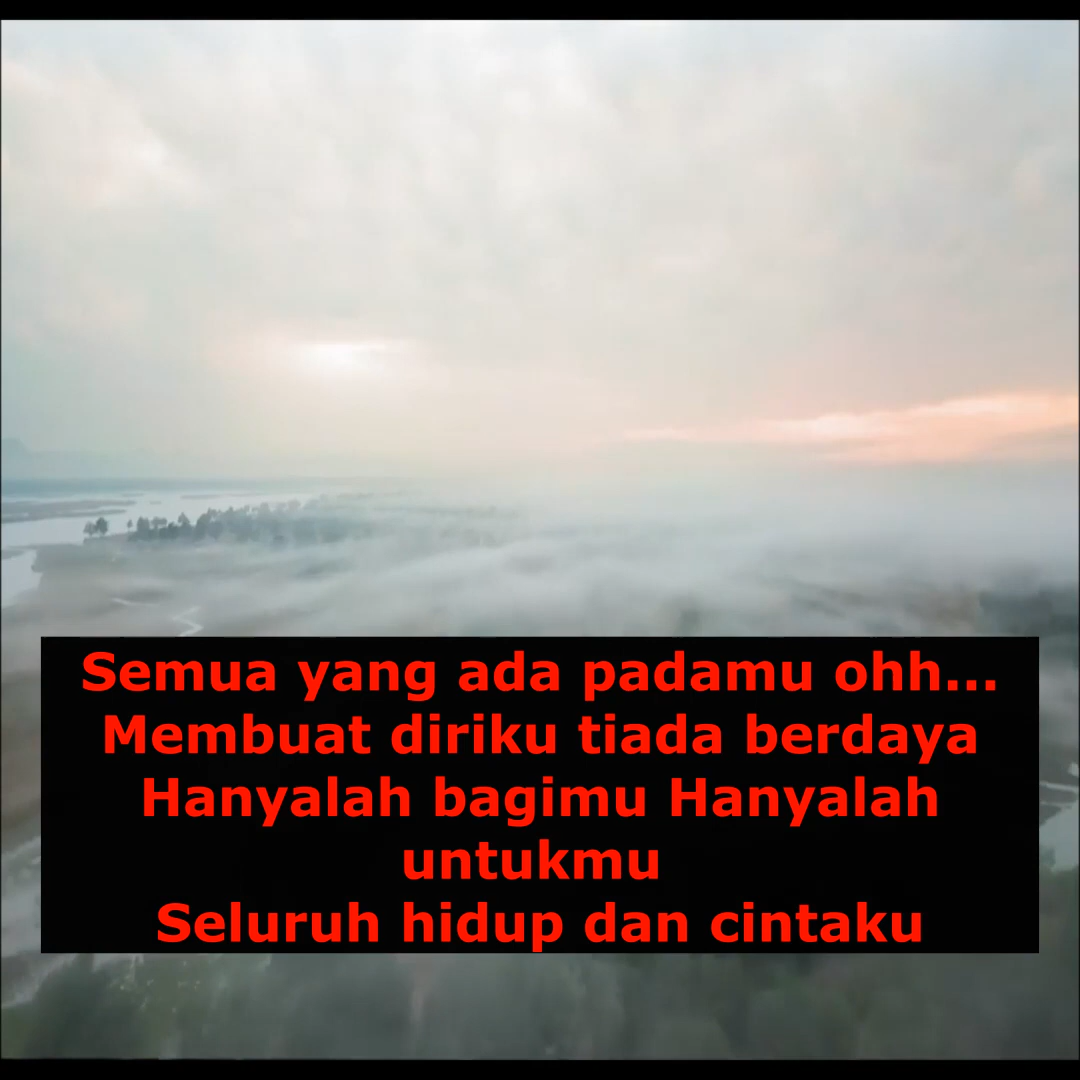 Semua yang ada padamu ohh...
Membuat diriku tiada berdaya
Hanyalah bagimu Hanyalah
untukmu
Seluruh hidup dan cintaku